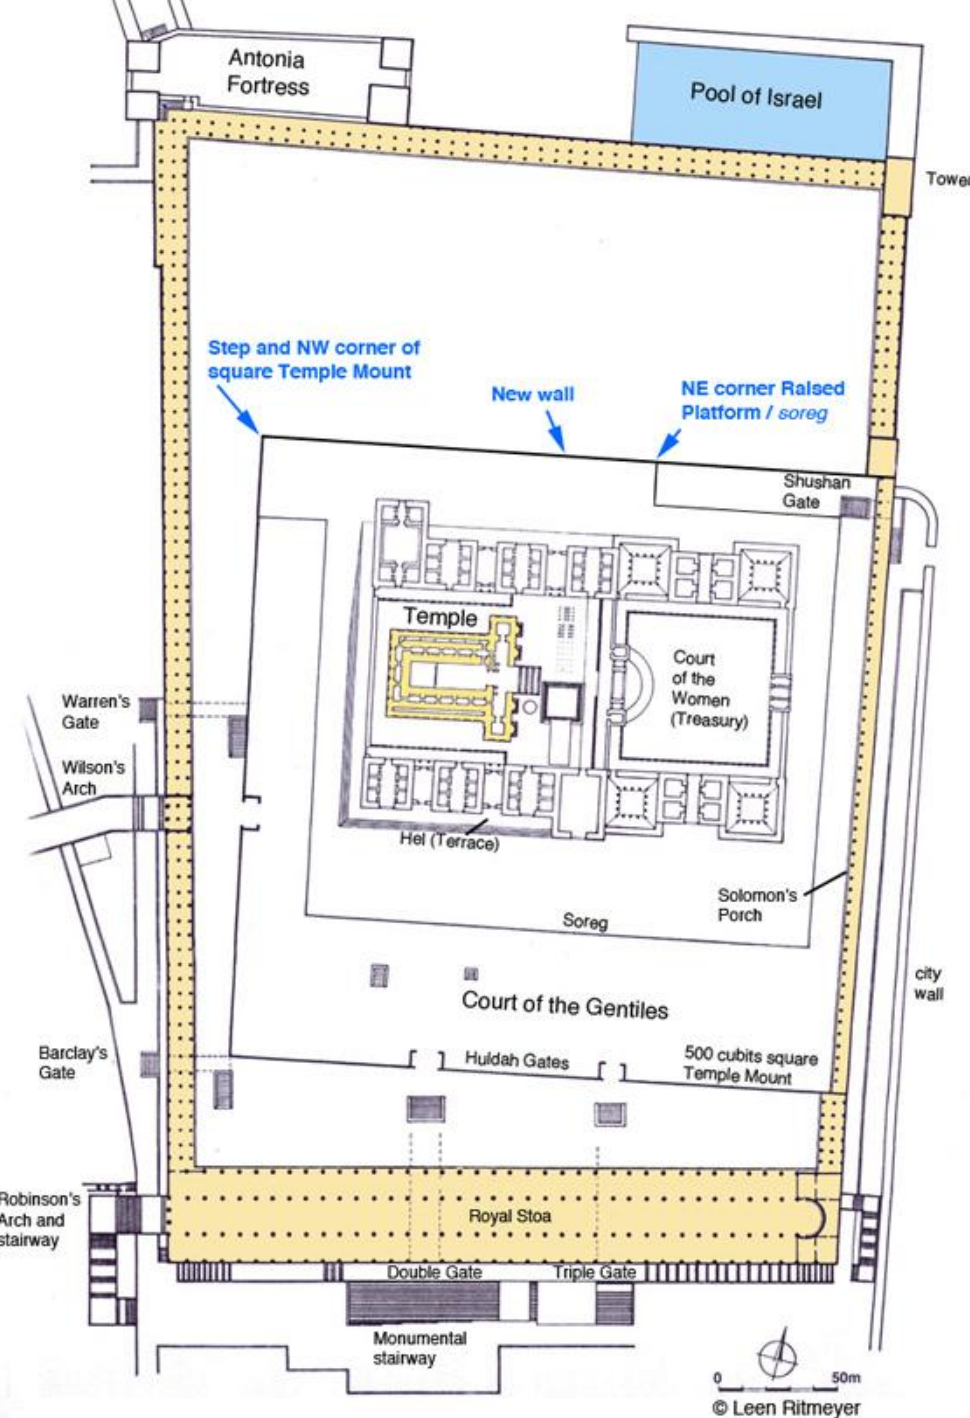 Antonia
Fortress
Pool of Israel
Tower
Step and NW corner of
square Temple Mount
New wall
NE corner Raised
Platform / soreg
Shushan
Gate
Temple
Court
of the
Women
(Treasury)
Warren's
Gate
Wilson's
Arch
Hel (Terrace)
Solomon's
Porch
Soreg
city
wall
Court of the Gentiles
Barclay's
Gate
Huldah Gates
500 cubits square
Temple Mount
Robinson's
Arch and
stairway
Royal Stoa
Double Gate
Triple Gate
Monumental
stairway
0 50m
© Leen Ritmeyer